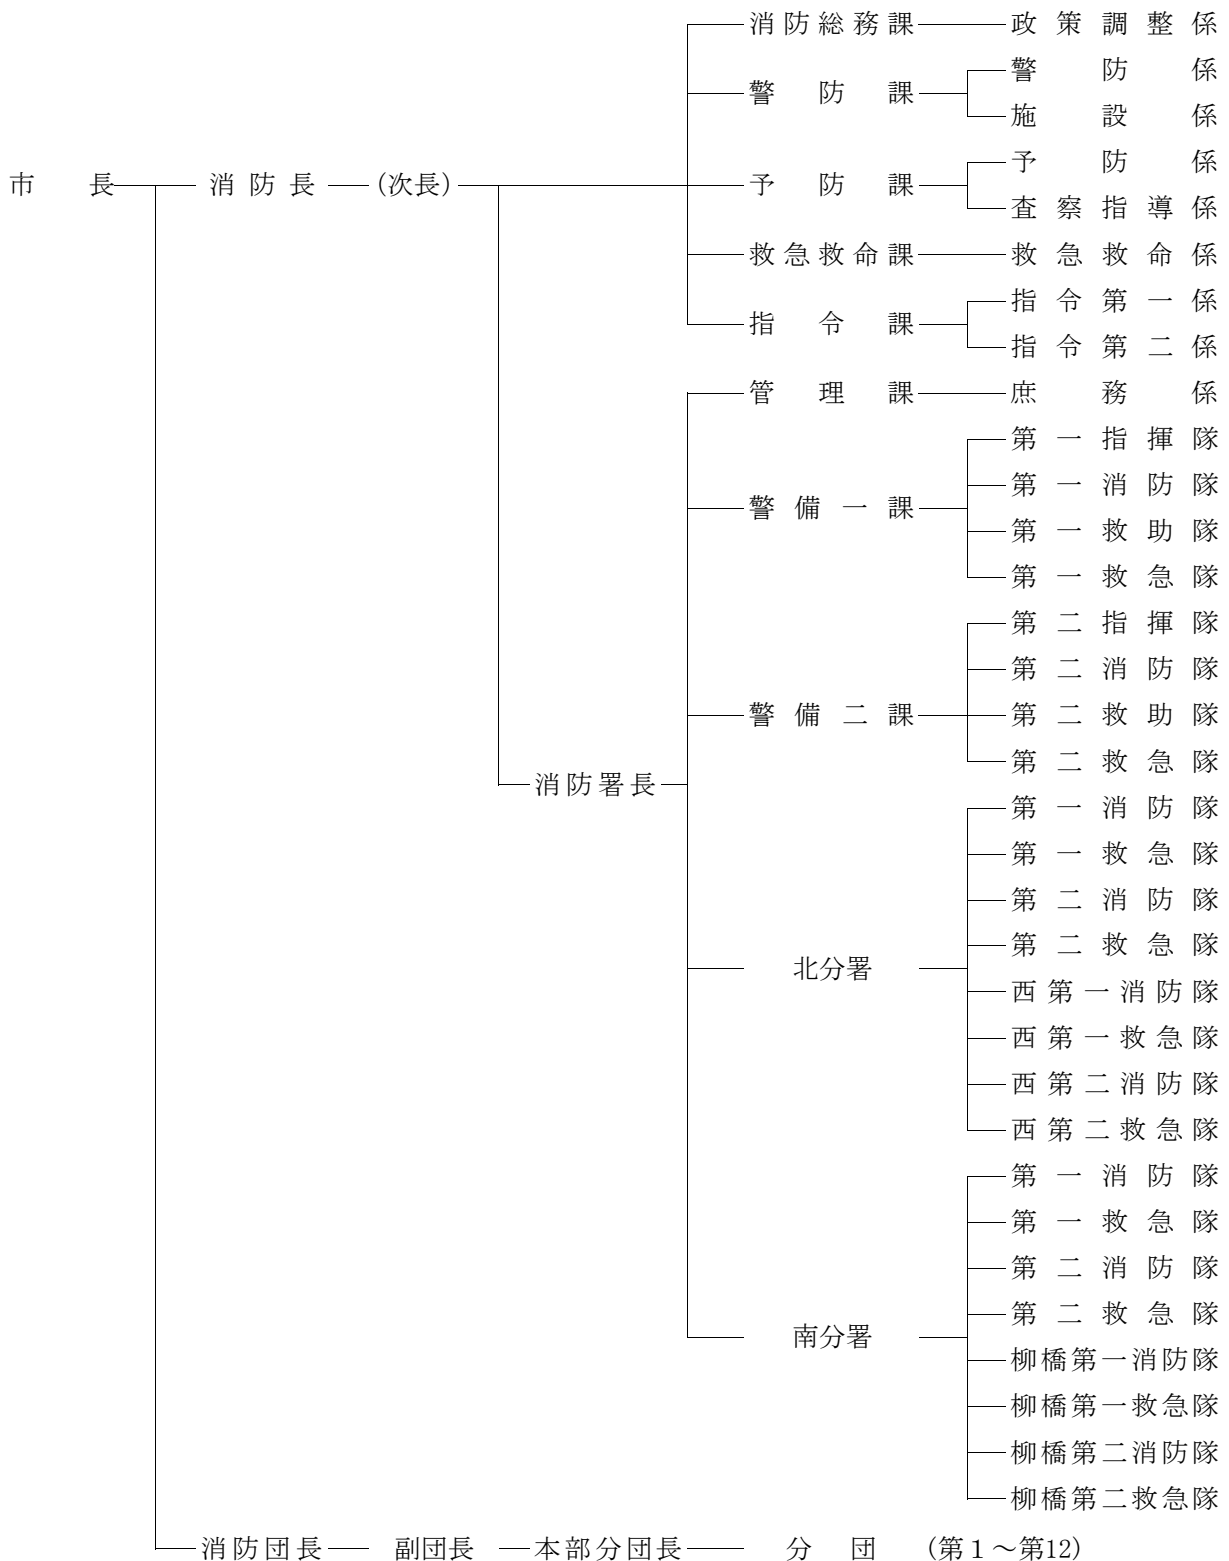 消防総務課 政策調整係
警防課 警防係
施設係
市長 消防長 (次長) 予防課 予防係
査察指導係
救急救命課 救急救命係
指令課 指令第一係
指令第二係
管理課 庶務係
警備一課 第一指揮隊
第一消防隊
第一救助隊
第一救急隊
警備二課 第二指揮隊
第二消防隊
第二救助隊
第二救急隊
消防署長
北分署 第一消防隊
第一救急隊
第二消防隊
第二救急隊
西第一消防隊
西第一救急隊
西第二消防隊
西第二救急隊
南分署 第一消防隊
第一救急隊
第二消防隊
第二救急隊
柳橋第一消防隊
柳橋第一救急隊
柳橋第二消防隊
柳橋第二救急隊
消防団長 副団長 本部分団長 分団 (第1～第12)